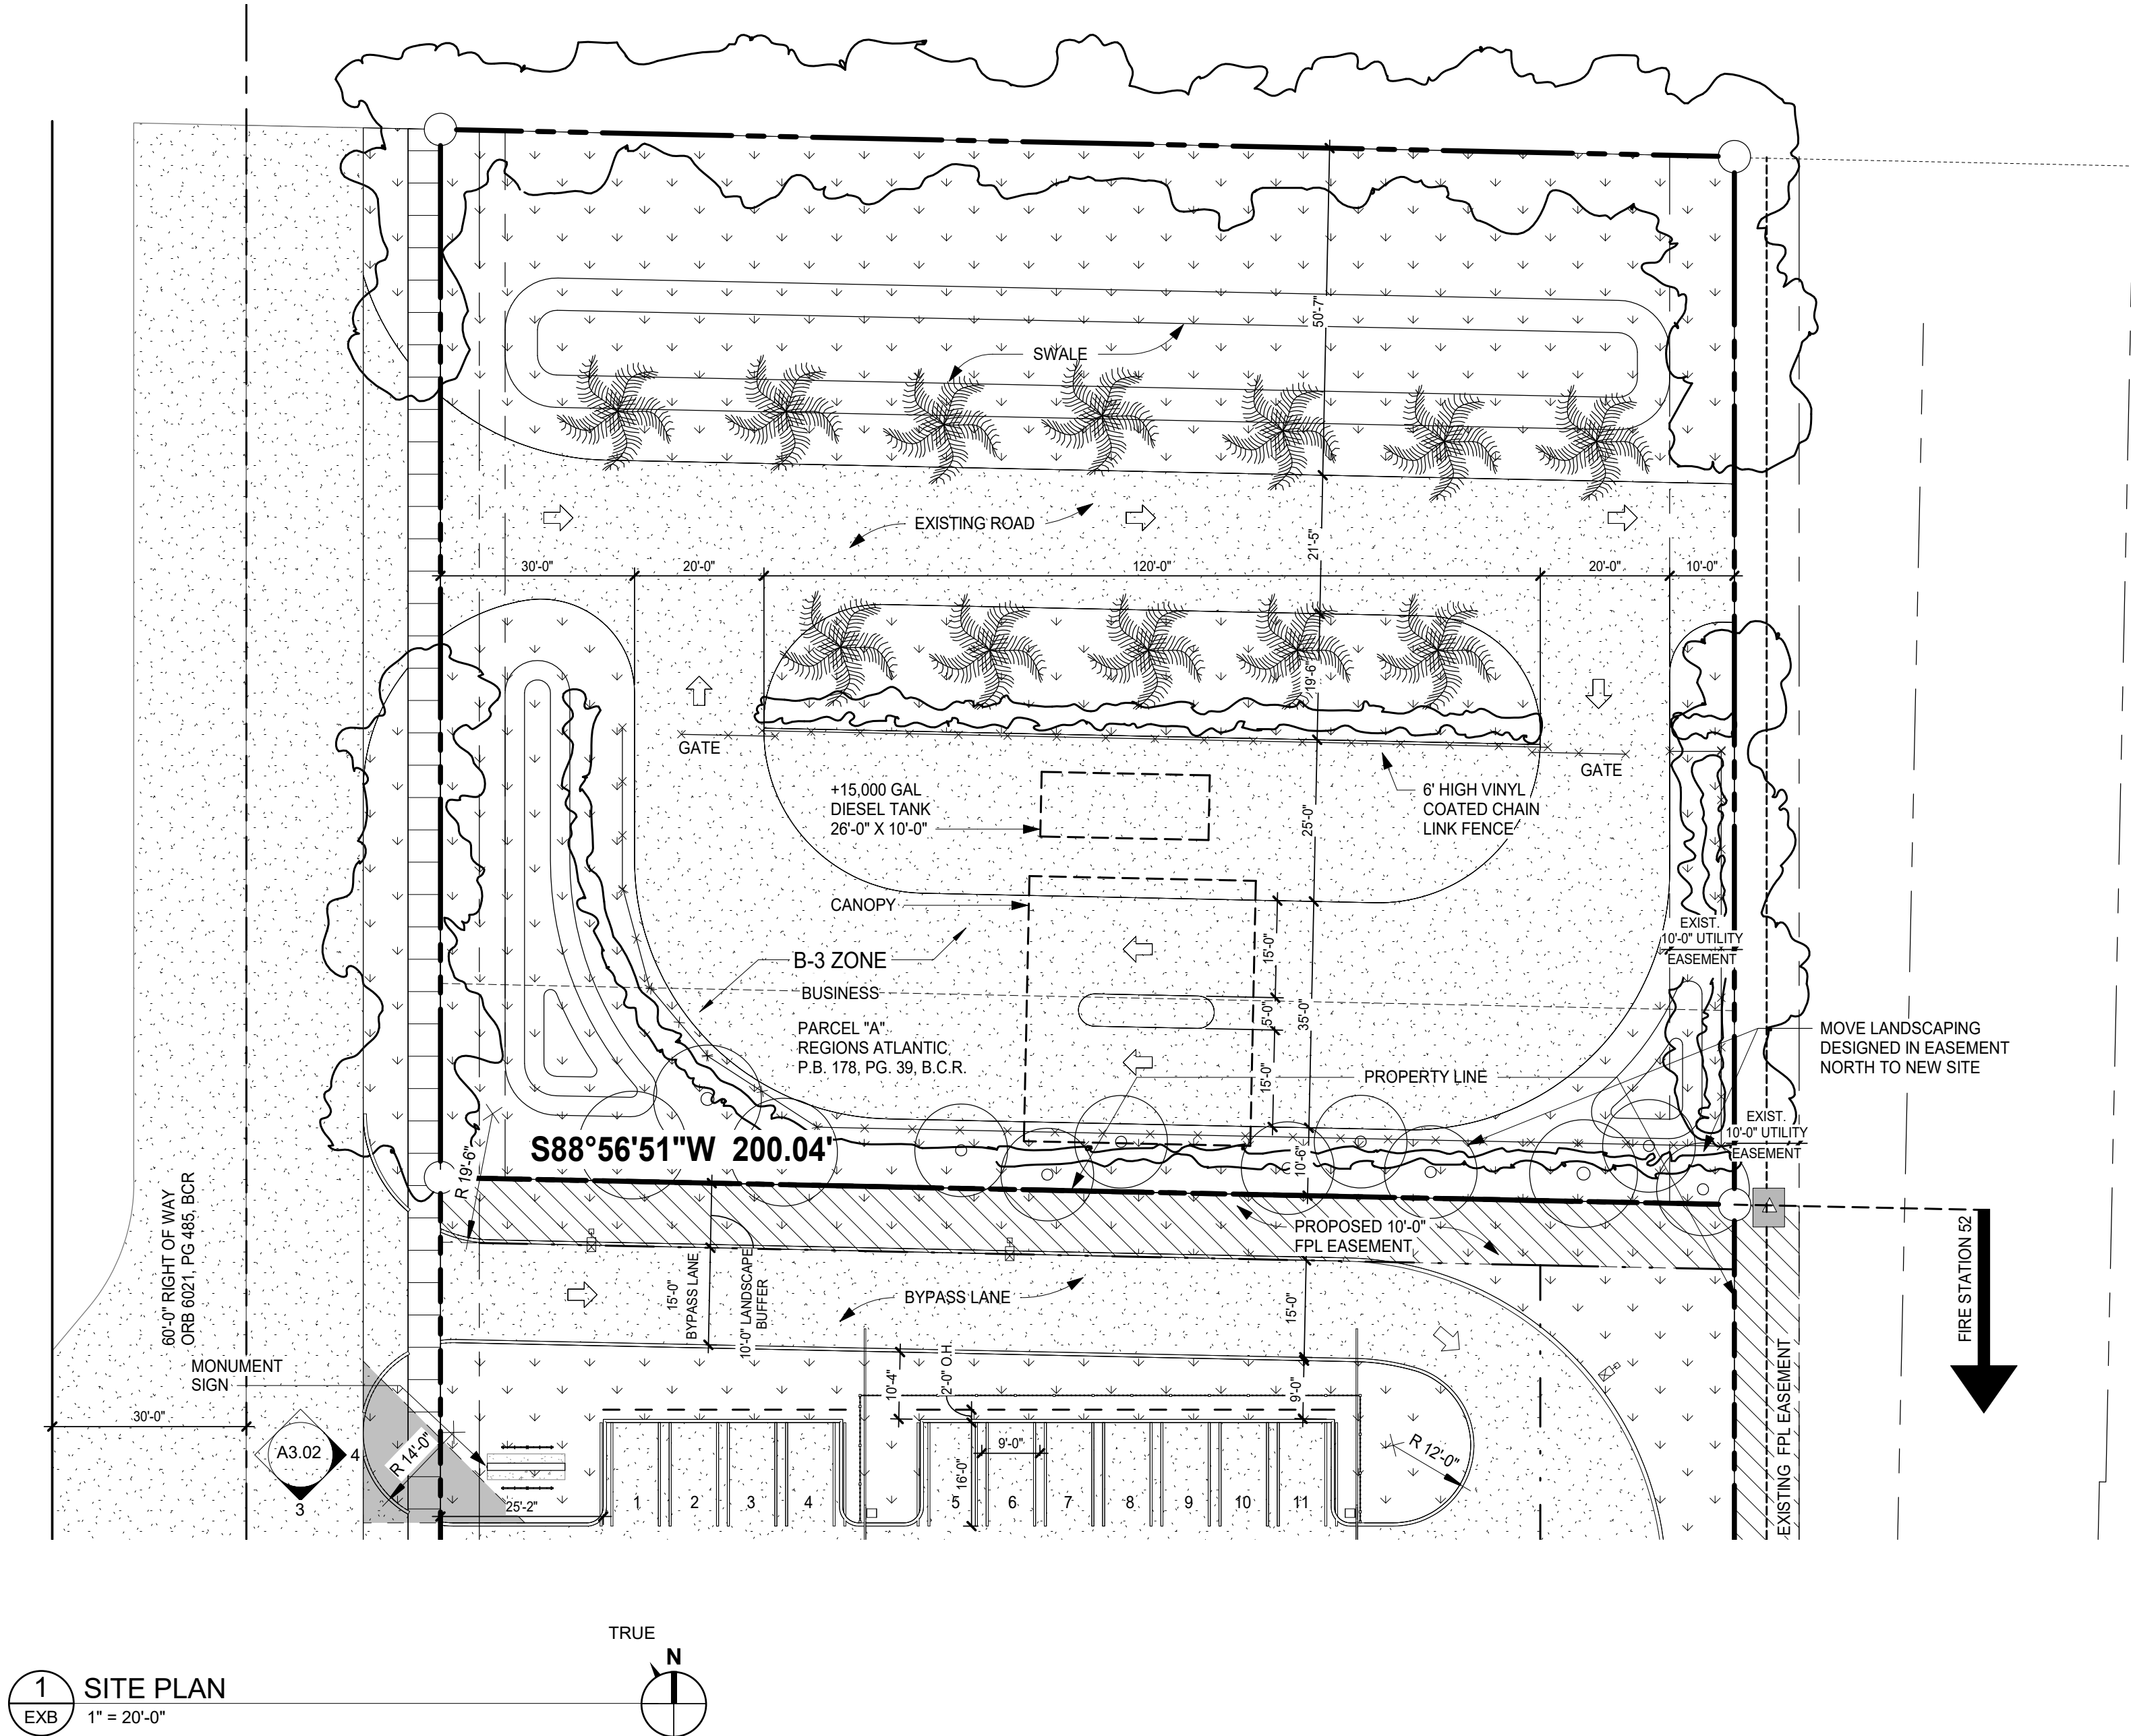 50'-7"
SWALE
EXISTING ROAD
21'-5"
30'-0"
20'-0"
120'-0"
20'-0"
10'-0"
19'-6"
GATE
GATE
+15,000 GAL
DIESEL TANK
26'-0" X 10'-0"
6' HIGH VINYL
COATED CHAIN
LINK FENCE
25'-0"
CANOPY
EXIST.
10'-0" UTILITY
EASEMENT
15'-0"
B-3 ZONE
BUSINESS
5'-0"
35'-0"
PARCEL "A"
REGIONS ATLANTIC,
P.B. 178, PG. 39, B.C.R.
MOVE LANDSCAPING
DESIGNED IN EASEMENT
NORTH TO NEW SITE
15'-0"
PROPERTY LINE
EXIST.
10'-0" UTILITY
EASEMENT
S88°56'51"W 200.04'
R 19'-6"
10'-6"
60'-0" RIGHT OF WAY
ORB 6021, PG 485, BCR
PROPOSED 10'-0"
FPL EASEMENT
FIRE STATION 52
15'-0"
BYPASS LANE
10'-0" LANDSCAPE
BUFFER
BYPASS LANE
15'-0"
EXISTING FPL EASEMENT
MONUMENT
SIGN
10'-4"
2'-0" O.H.
9'-0"
30'-0"
A3.02
4
3
R 14'-0"
9'-0"
R 12'-0"
16'-0"
25'-2"
1
2
3
4
5
6
7
8
9
10
11
TRUE
N
1
EXB
SITE PLAN
1" = 20'-0"